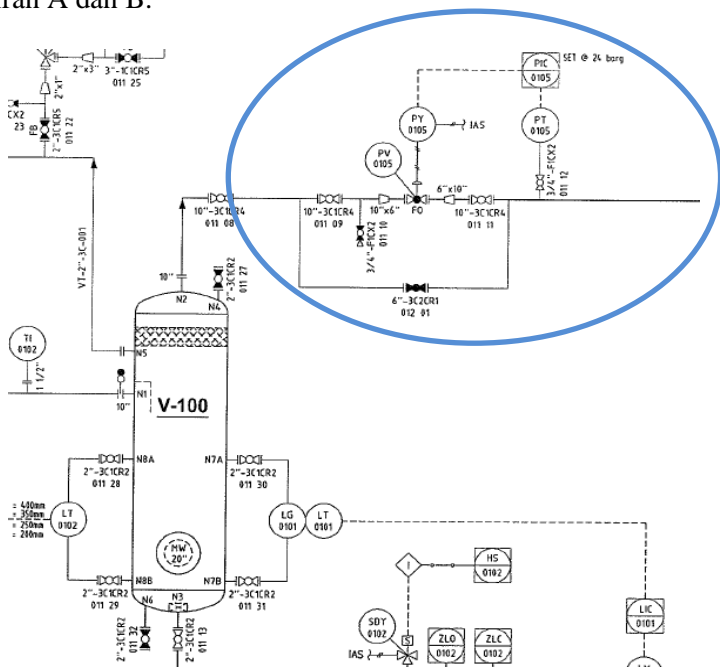 ran A dan B.
2"x3"
3"-1C1CR5
011 25
2"x1"
CX2
23
FB
2"-3C1CR5
011 22
PIC
0105
SET @ 24 barg
PY
0105
IAS
PT
0105
PV
0105
3/4"-F1CX2
011 12
10"-3C1CR4
011 08
10"-3C1CR4
011 09
10"x6"
FO
6"x10"
10"-3C1CR4
011 11
3/4"-F1CX2
011 10
6"-3C2CR1
012 01
VT-2"-3C-001
10"
N2
N4
2"-3C1CR2
011 27
TI
0102
1 1/2"
N5
10"
N1
V-100
2"-3C1CR2
011 28
N8A
N7A
2"-3C1CR2
011 30
= 400mm
= 350mm
= 250mm
= 200mm
LT
0102
LG
0101
LT
0101
MW
20"
N8B
N7B
2"-3C1CR2
011 29
2"-3C1CR2
011 31
N6
N3
2"-3C1CR2
011 32
2"-3C1CR2
011 13
I
HS
0102
SDY
0102
S
IAS
ZLO
0102
ZLC
0102
LIC
0101